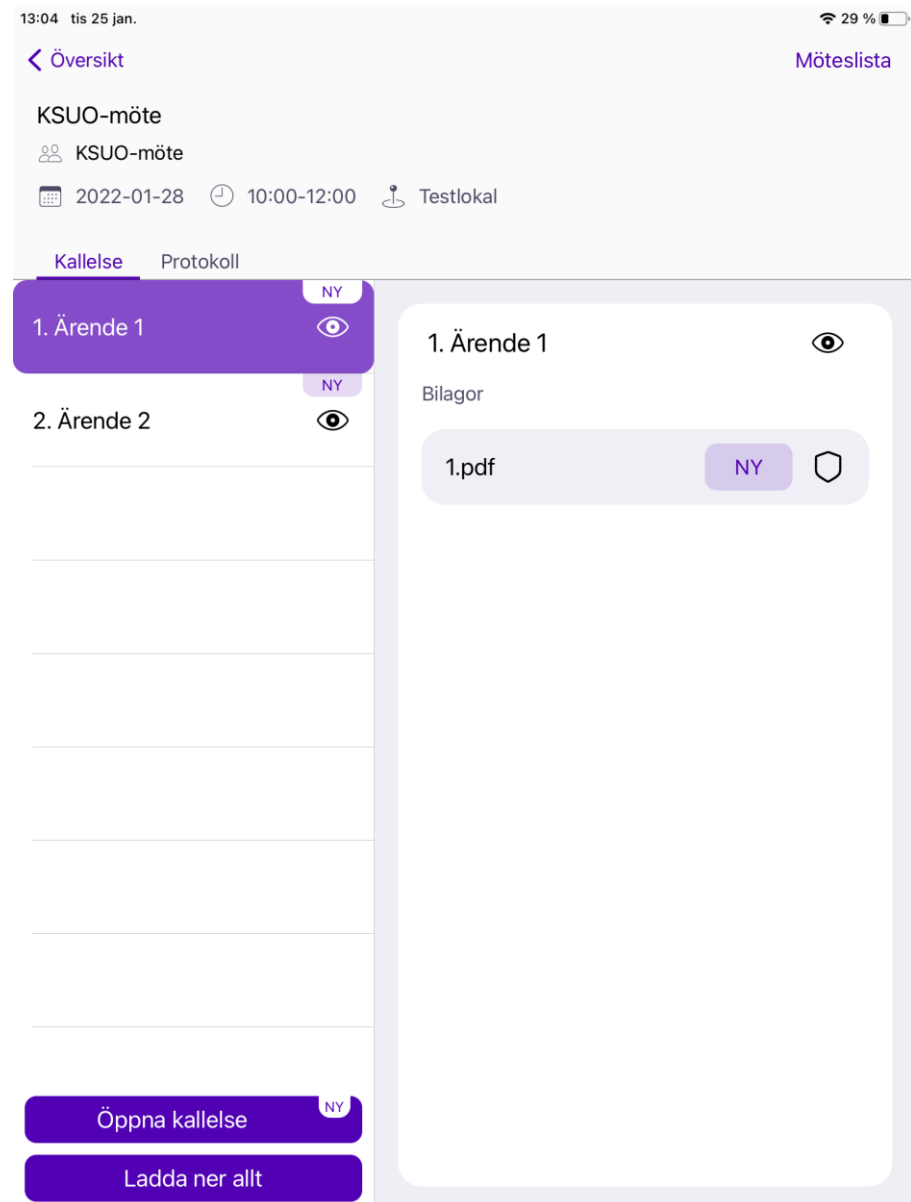 13:04 tis 25 jan. 29 %
Översikt Möteslista
KSUO-möte
KSUO-möte
2022-01-28 10:00-12:00 Testlokal
Kallelse Protokoll
NY
1. Ärende 1
NY
2. Ärende 2
1. Ärende 1
Bilagor
1.pdf NY
Öppna kallelse NY
Ladda ner allt